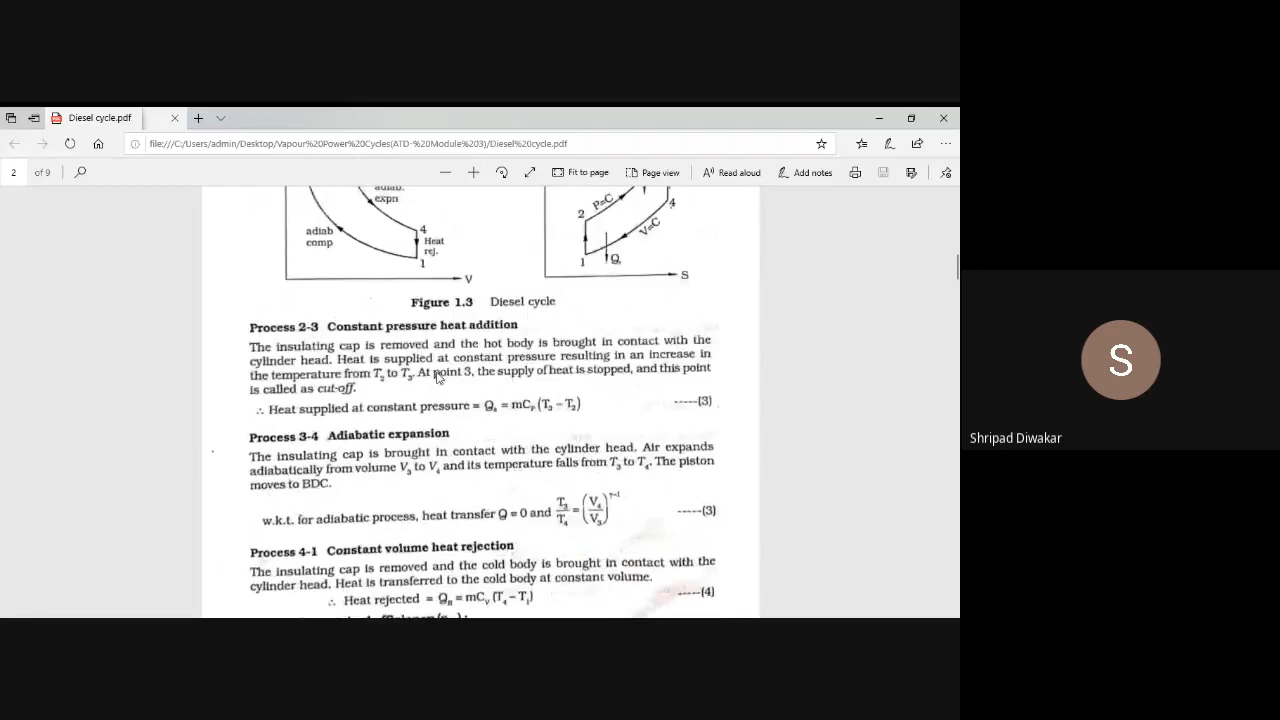 Diesel cycle.pdf
file:///C:/Users/admin/Desktop/Vapour%20Power%20Cycles(ATD-%20Module%203)/Diesel%20cycle.pdf
2 of 9
Fit to page
Page view
Read aloud
Add notes
adiab.
expn
adiab
comp
4
Heat
rej.
1
V
P=C
2
4
V=C
1
S
Figure 1.3 Diesel cycle
Process 2-3 Constant pressure heat addition
The insulating cap is removed and the hot body is brought in contact with the
cylinder head. Heat is supplied at constant pressure resulting in an increase in
the temperature from T₂ to T₃. At point 3, the supply of heat is stopped, and this point
is called as cut-off.
∴ Heat supplied at constant pressure = Qₛ = mCₚ (T₃ – T₂) -----(3)
Process 3-4 Adiabatic expansion
The insulating cap is brought in contact with the cylinder head. Air expands
adiabatically from volume V₃ to V₄ and its temperature falls from T₃ to T₄. The piston
moves to BDC.
w.k.t. for adiabatic process, heat transfer Q = 0 and T₃/T₄ = (V₄/V₃)^(γ–1) -----(3)
Process 4-1 Constant volume heat rejection
The insulating cap is removed and the cold body is brought in contact with the
cylinder head. Heat is transferred to the cold body at constant volume.
∴ Heat rejected = Q_R = mCᵥ (T₄ – T₁) -----(4)
S
Shripad Diwakar